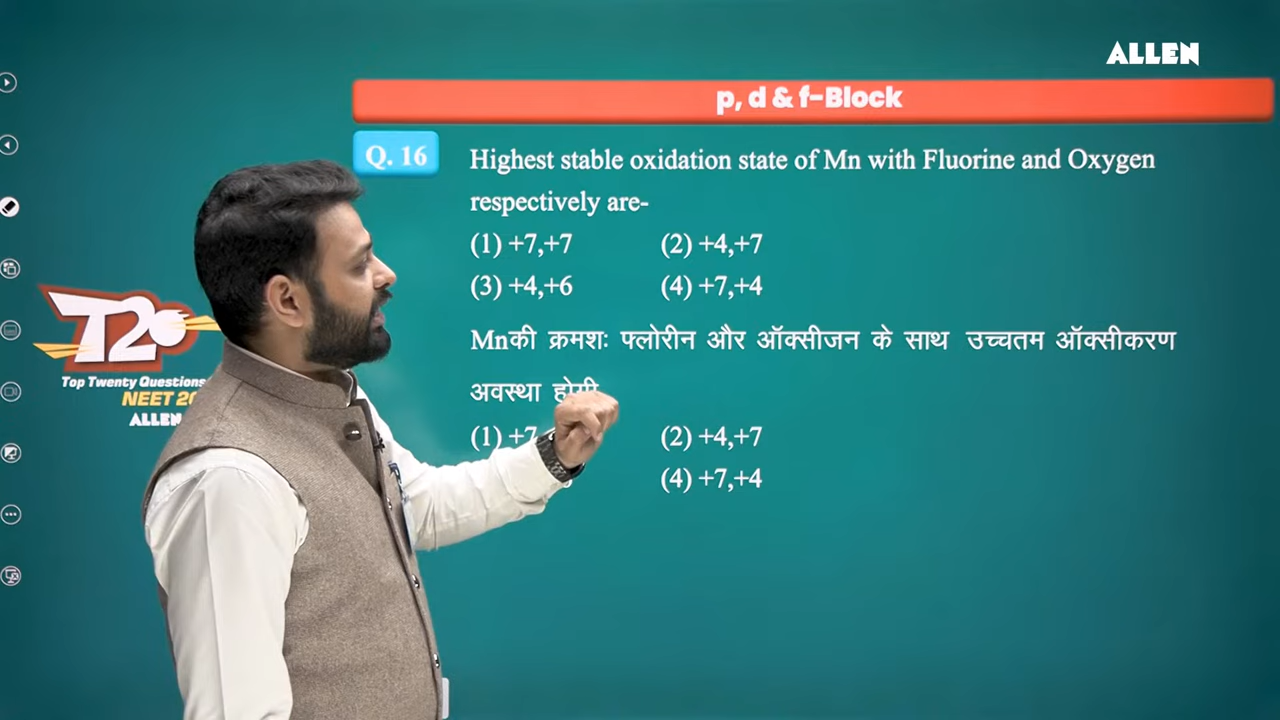 ALLEN
p, d & f-Block
Q. 16
Highest stable oxidation state of Mn with Fluorine and Oxygen
respectively are-
(1) +7,+7 (2) +4,+7
(3) +4,+6 (4) +7,+4
Mnकी क्रमशः फ्लोरीन और ऑक्सीजन के साथ उच्चतम ऑक्सीकरण
अवस्था होगी
(1) +7 (2) +4,+7
(4) +7,+4
T20
Top Twenty Questions
NEET 20
ALLEN